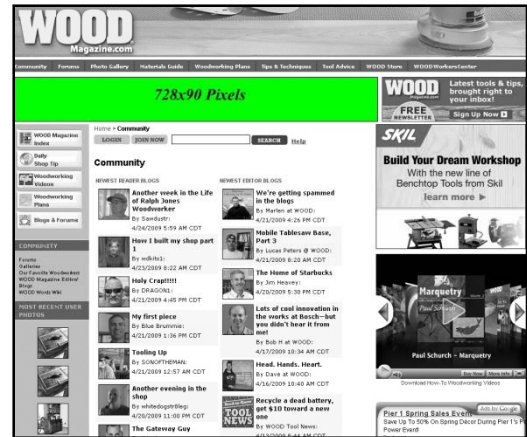 WOOD
Magazine.com
Community Forums Photo Gallery Materials Guide Woodworking Plans Tips & Techniques Tool Advice WOOD Store WOODWorkersCenter
728x90 Pixels
WOOD
Magazine.com
FREE
NEWSLETTER
Latest tools & tips,
brought right to
your inbox!
Sign Up Now
WOOD Magazine
Index
Daily
Shop Tip
Woodworking
Videos
Woodworking
Plans
Blogs & Forums
COMMUNITY
Forums
Galleries
Our Favorite Woodworkers
WOOD Magazine Editors'
Blogs
WOOD Words Wiki
MOST RECENT USER
PHOTOS
Home > Community
LOGIN JOIN NOW SEARCH Help
Community
NEWEST READER BLOGS
Another week in the Life
of Ralph Jones
Woodworker
By Sawdustr:
4/24/2009 5:59 AM CDT
How I built my shop part
1
By wdkits1:
4/21/2009 8:22 AM CDT
Holy Crap!!!!!
By DRAGON1:
4/21/2009 4:45 PM CDT
My first piece
By Blue Brummie:
4/21/2009 1:36 PM CDT
Tooling Up
By SONOFTHEMAN:
4/21/2009 12:57 AM CDT
Another evening in the
shop
By whitedogstr8leg:
4/20/2009 11:00 PM CDT
The Gateway Guy
NEWEST EDITOR BLOGS
We're getting spammed
in the blogs
By Marlen at WOOD:
4/21/2009 4:26 PM CDT
Mobile Tablesaw Base,
Part 3
By Lucas Peters @ WOOD:
4/21/2009 8:28 AM CDT
The Home of Starbucks
By Jim Heavey:
4/20/2009 5:30 PM CDT
Lots of cool innovation in
the works at Bosch—but
you didn't hear it from
me!
By Bob H at WOOD:
4/17/2009 10:34 AM CDT
Head. Hands. Heart.
By Dave at WOOD:
4/16/2009 10:40 AM CDT
TOOL
NEWS
Recycle a dead battery,
get $10 toward a new
one
By WOOD Tool News:
SKIL
Build Your Dream Workshop
With the new line of
Benchtop Tools from Skil
learn more
Marquetry
Paul Schurch
Paul Schurch - Marquetry
Buy Now More Info
Download How-To Woodworking Videos
Ads by Google
Pier 1 Spring Sales Event
Save Up To 50% On Spring Décor During Pier 1's
Power Event!